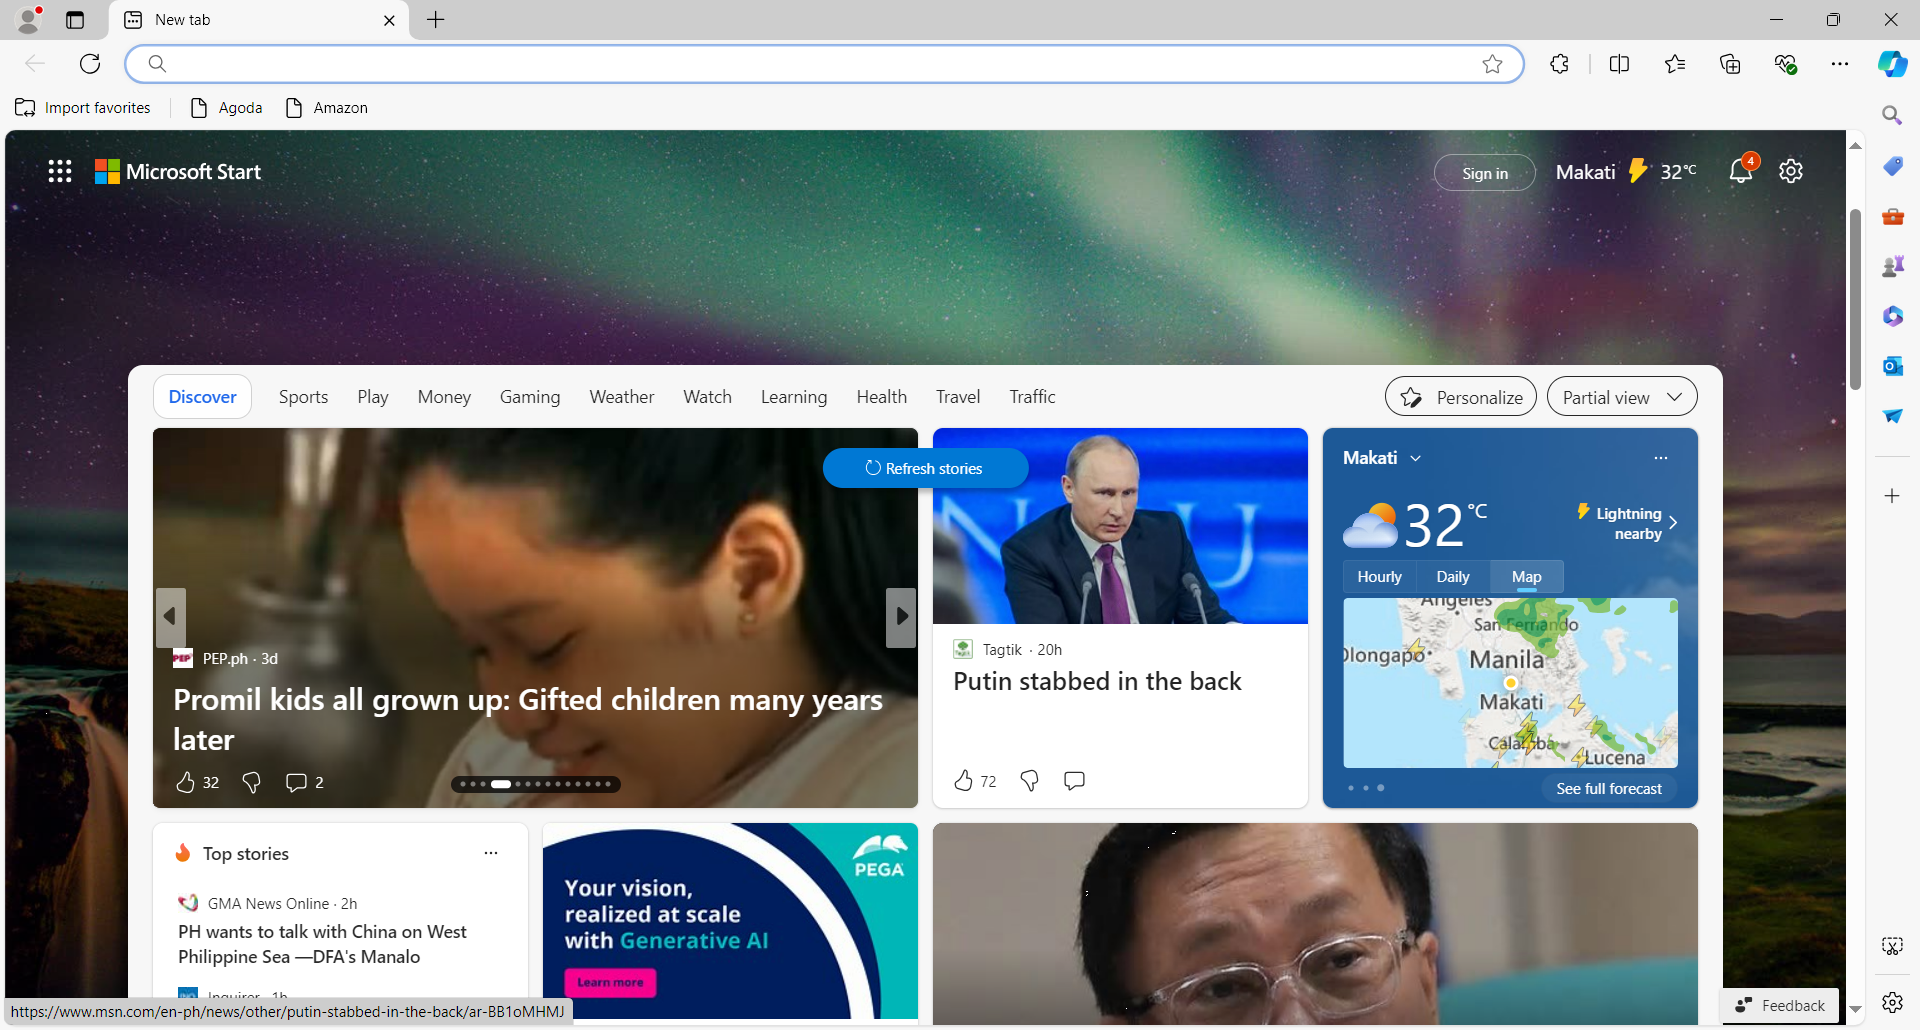 New tab
Import favorites
Agoda
Amazon
Microsoft Start
Sign in
Makati
32°C
4
Discover
Sports
Play
Money
Gaming
Weather
Watch
Learning
Health
Travel
Traffic
Personalize
Partial view
Refresh stories
PEP.ph · 3d
Promil kids all grown up: Gifted children many years
later
32
2
Tagtik · 20h
Putin stabbed in the back
72
Makati
32°C
Lightning
nearby
Hourly
Daily
Map
Angeles
San Fernando
Olongapo
Manila
Makati
Calamba
Lucena
See full forecast
Top stories
GMA News Online · 2h
PH wants to talk with China on West
Philippine Sea —DFA's Manalo
Inquirer · 1h
PEGA
Your vision,
realized at scale
with Generative AI
Learn more
Feedback
https://www.msn.com/en-ph/news/other/putin-stabbed-in-the-back/ar-BB1oMHMJ